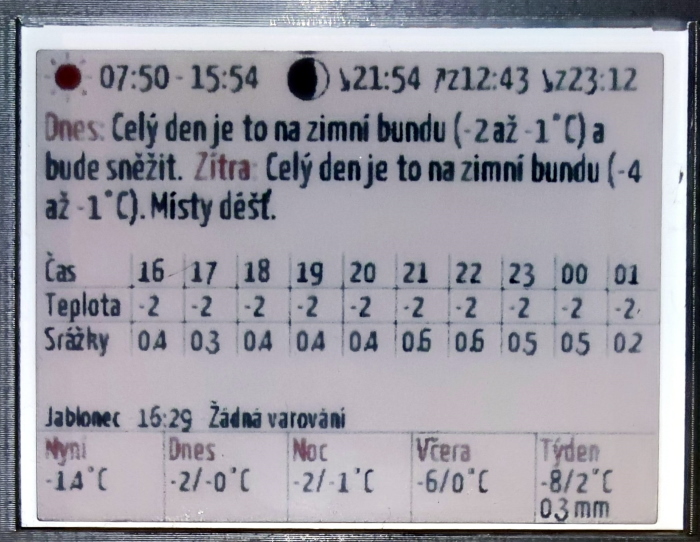 07:50 - 15:54 ↘21:54 ↗Z12:43 ↘Z23:12
Dnes: Celý den je to na zimní bundu (-2 až -1°C) a
bude sněžit. Zítra: Celý den je to na zimní bundu (-4
až -1°C). Místy déšť.
Čas 16 17 18 19 20 21 22 23 00 01
Teplota -2 -2 -2 -2 -2 -2 -2 -2 -2 -2
Srážky 0.4 0.3 0.4 0.4 0.4 0.6 0.6 0.5 0.5 0.2
Jablonec 16:29 Žádná varování
Nyní Dnes Noc Včera Týden
-1.4°C -2/-0°C -2/-1°C -6/0°C -8/2°C
0.3 mm